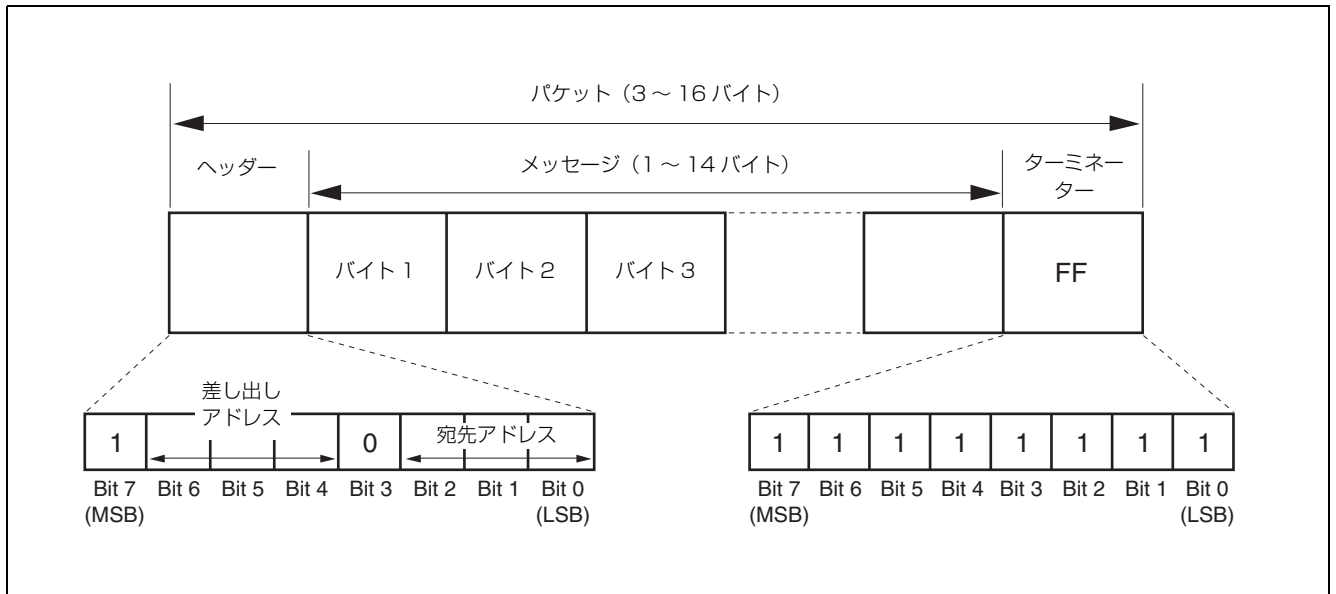 パケット（3 ～ 16 バイト）
ヘッダー
メッセージ（1 ～ 14 バイト）
ターミネー
ター
バイト 1
バイト 2
バイト 3
FF
差し出し
アドレス
1
0
宛先アドレス
Bit 7 Bit 6 Bit 5 Bit 4 Bit 3 Bit 2 Bit 1 Bit 0
(MSB) (LSB)
1 1 1 1 1 1 1 1
Bit 7 Bit 6 Bit 5 Bit 4 Bit 3 Bit 2 Bit 1 Bit 0
(MSB) (LSB)